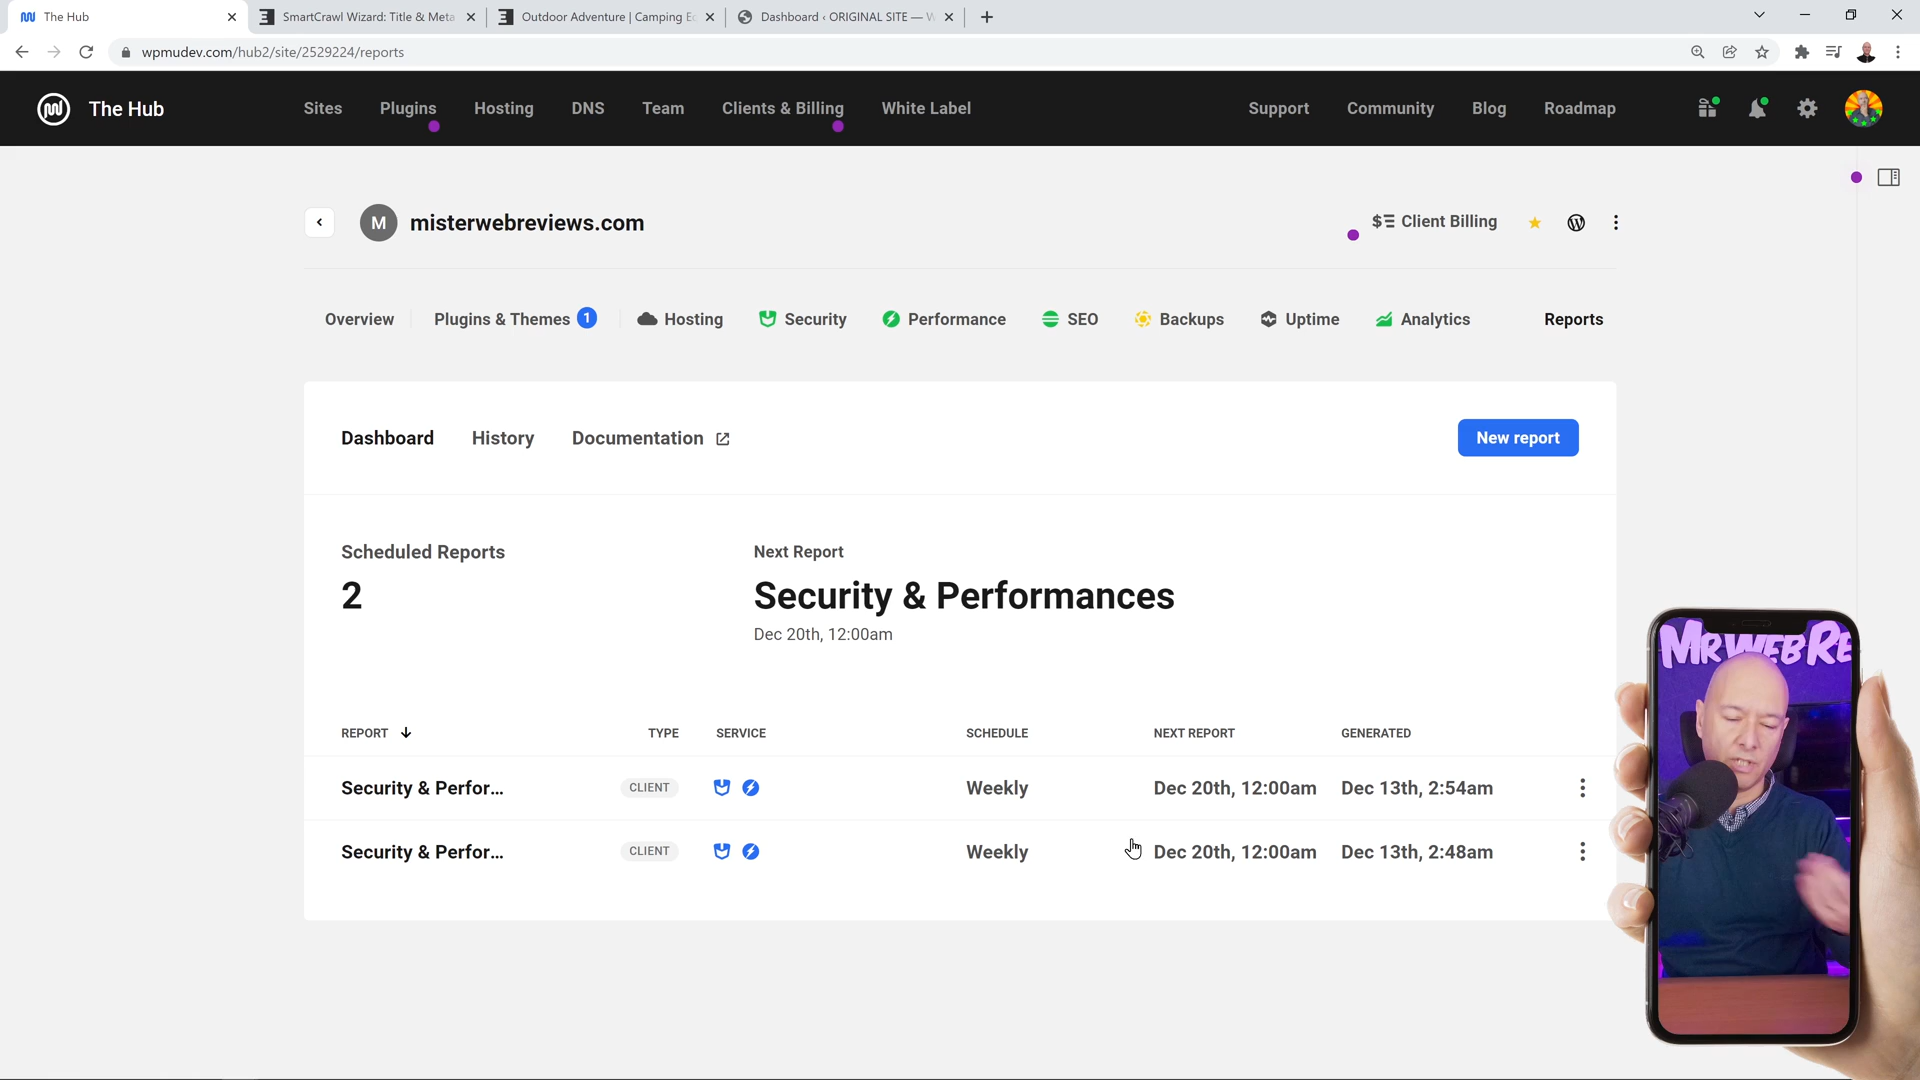 The Hub
SmartCrawl Wizard: Title & Meta
Outdoor Adventure | Camping Ec
Dashboard ‹ ORIGINAL SITE — W
wpmudev.com/hub2/site/2529224/reports
The Hub
Sites
Plugins
Hosting
DNS
Team
Clients & Billing
White Label
Support
Community
Blog
Roadmap
M
misterwebreviews.com
Client Billing
Overview
Plugins & Themes 1
Hosting
Security
Performance
SEO
Backups
Uptime
Analytics
Reports
Dashboard
History
Documentation
New report
Scheduled Reports
2
Next Report
Security & Performances
Dec 20th, 12:00am
REPORT
TYPE
SERVICE
SCHEDULE
NEXT REPORT
GENERATED
Security & Perfor...
CLIENT
Weekly
Dec 20th, 12:00am
Dec 13th, 2:54am
Security & Perfor...
CLIENT
Weekly
Dec 20th, 12:00am
Dec 13th, 2:48am
MRWEBRE